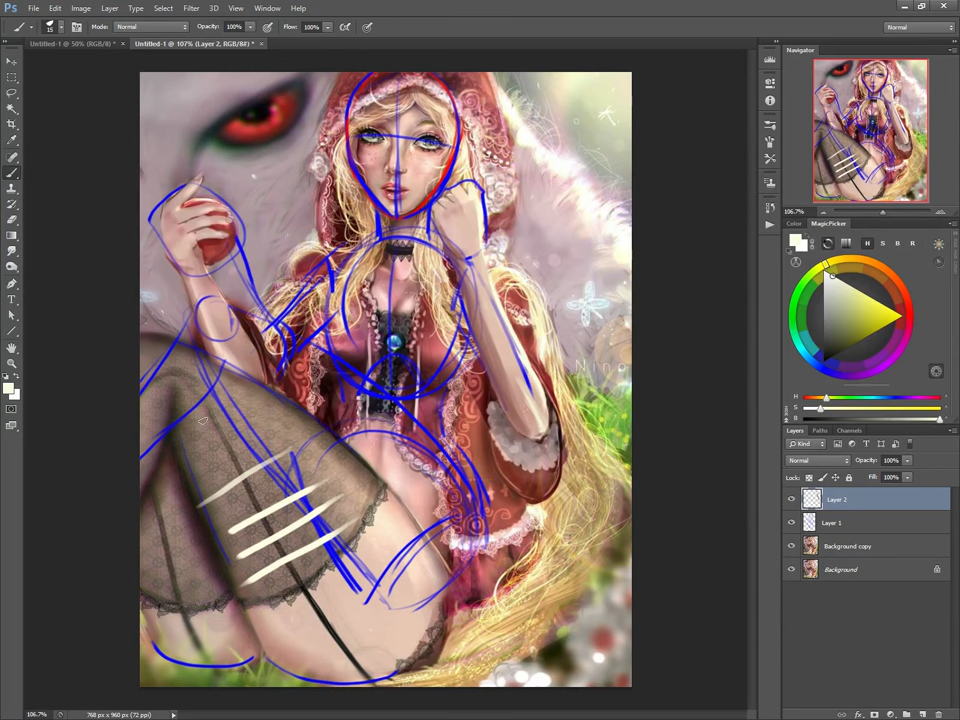 Ps File Edit Image Layer Type Select Filter 3D View Window Help
15 Mode: Normal Opacity: 100% Flow: 100% Normal
Untitled-1 @ 50% (RGB/8) * × Untitled-1 @ 107% (Layer 2, RGB/8#) * ×
Navigator
106.7%
Color MagicPicker
H S B R
H
S
B
Layers Paths Channels
Kind
Normal Opacity: 100%
Lock: Fill: 100%
Layer 2
Layer 1
Background copy
Background
Nino
106.7% 768 px x 960 px (72 ppi)
fx